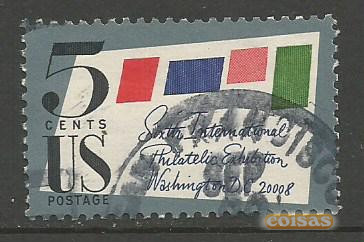 5
CENTS
US
POSTAGE
Sixth International
Philatelic Exhibition
Washington D.C. 20008
coisas